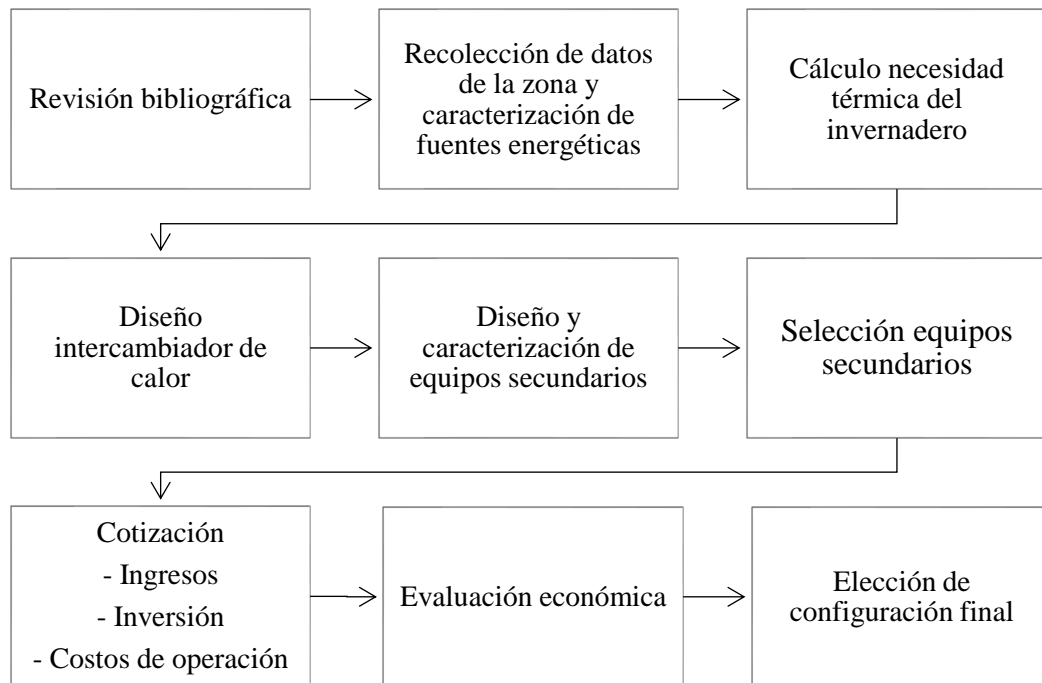 Revisión bibliográfica
Recolección de datos
de la zona y
caracterización de
fuentes energéticas
Cálculo necesidad
térmica del
invernadero
Diseño
intercambiador de
calor
Diseño y
caracterización de
equipos secundarios
Selección equipos
secundarios
Cotización
- Ingresos
- Inversión
- Costos de operación
Evaluación económica
Elección de
configuración final